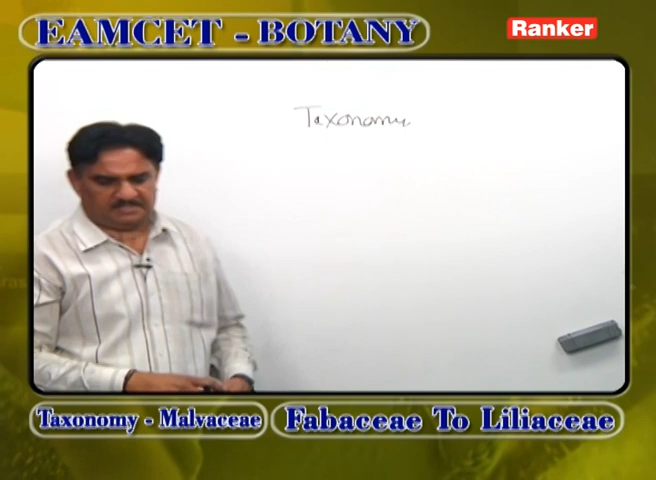 EAMCET - BOTANY
Ranker
Taxonomy
Taxonomy - Malvaceae
Fabaceae To Liliaceae